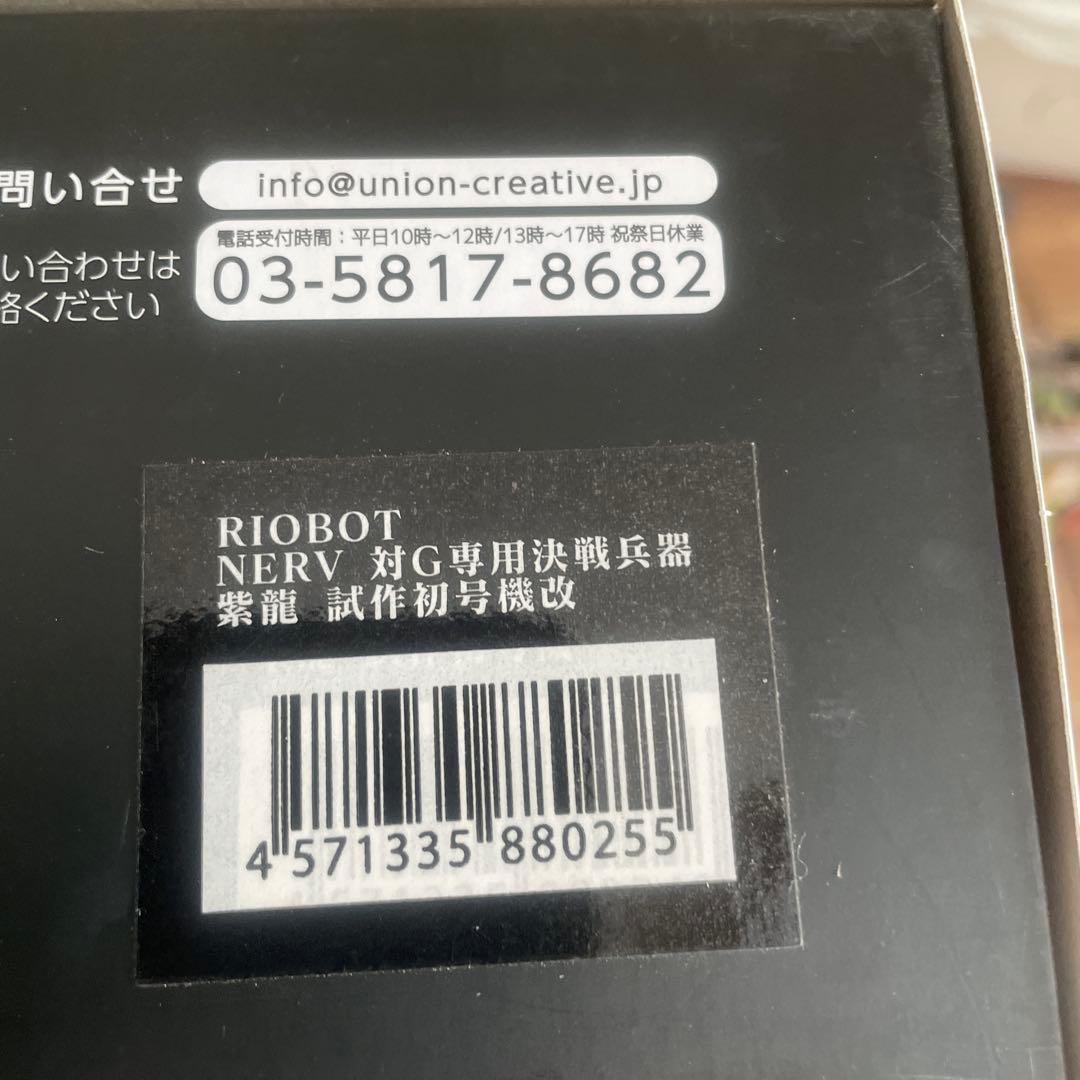 問い合せ
info@union-creative.jp
電話受付時間：平日10時～12時/13時～17時 祝祭日休業
い合わせは
03-5817-8682
絡ください
RIOBOT
NERV 対G専用決戦兵器
紫龍 試作初号機改
4 571335 880255